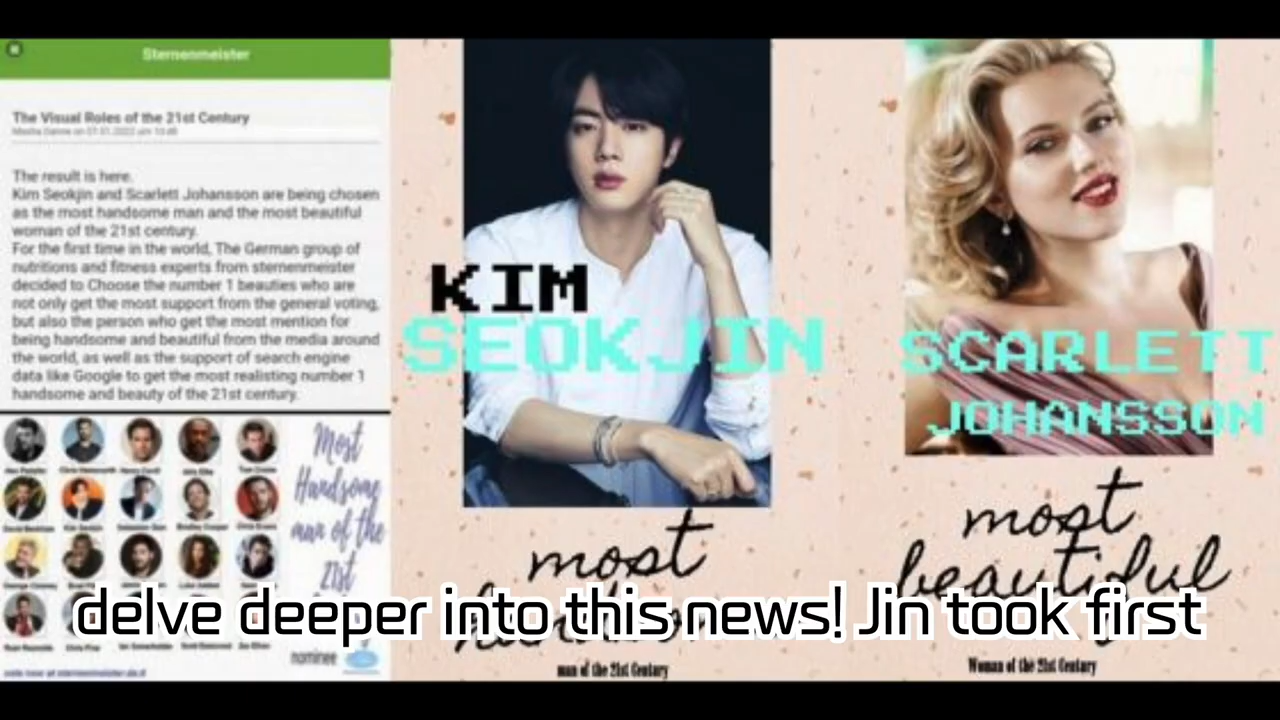 Sternenmeister
The Visual Roles of the 21st Century
The result is here.
Kim Seokjin and Scarlett Johansson are being chosen
as the most handsome man and the most beautiful
woman of the 21st century.
For the first time in the world, The German group of
nutritions and fitness experts from sternenmeister
decided to Choose the number 1 beauties who are
not only get the most support from the general voting,
but also the person who get the most mention for
being handsome and beautiful from the media around
the world, as well as the support of search engine
data like Google to get the most realisting number 1
handsome and beauty of the 21st century.
Most
Handsome
man of the
21st
nominee
KIM
SEOKJIN
most
man of the 21st Century
SCARLETT
JOHANSSON
most
beautiful
Woman of the 21st Century
delve deeper into this news! Jin took first